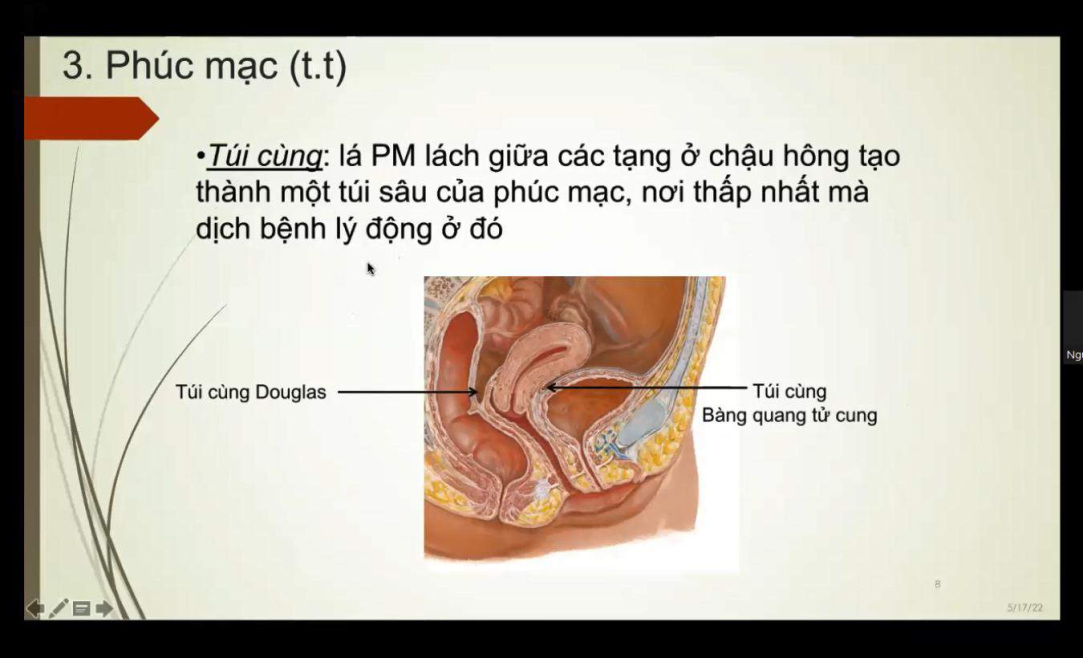 3. Phúc mạc (t.t)
•Túi cùng: lá PM lách giữa các tạng ở chậu hông tạo
thành một túi sâu của phúc mạc, nơi thấp nhất mà
dịch bệnh lý động ở đó
Túi cùng Douglas
Túi cùng
Bàng quang tử cung
8
5/17/22